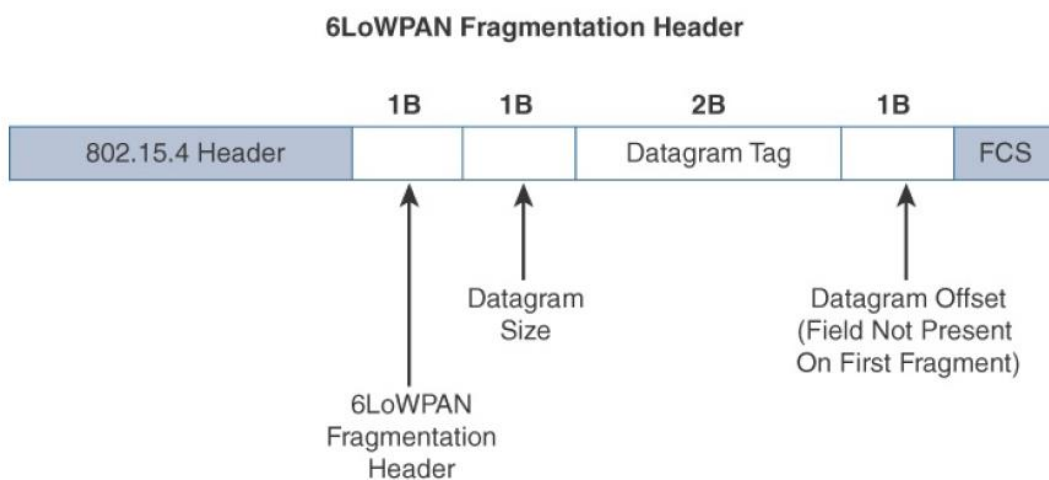 6LoWPAN Fragmentation Header
1B 1B 2B 1B
802.15.4 Header Datagram Tag FCS
Datagram
Size
Datagram Offset
(Field Not Present
On First Fragment)
6LoWPAN
Fragmentation
Header